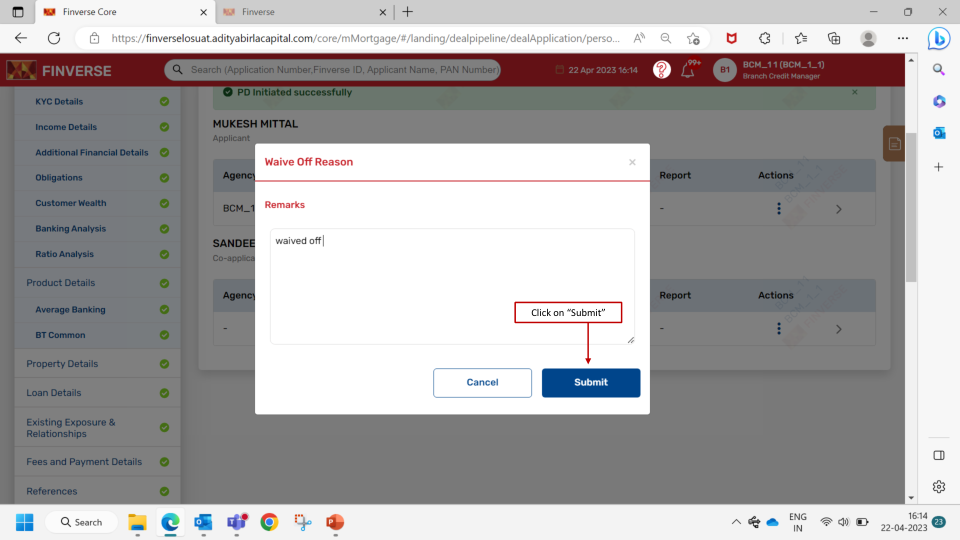 Finverse Core
Finverse
https://finverselosuat.adityabirlacapital.com/core/mMortgage/#/landing/dealpipeline/dealApplication/perso...
FINVERSE
Search (Application Number,Finverse ID, Applicant Name, PAN Number)
22 Apr 2023 16:14
99+
B1
BCM_1 1 (BCM_1_1)
Branch Credit Manager
KYC Details
Income Details
Additional Financial Details
Obligations
Customer Wealth
Banking Analysis
Ratio Analysis
Product Details
Average Banking
BT Common
Property Details
Loan Details
Existing Exposure &
Relationships
Fees and Payment Details
References
PD Initiated successfully
MUKESH MITTAL
Applicant
Agency
Report
Actions
BCM_1
-
SANDEE
Co-applica
Agency
Report
Actions
-
-
Waive Off Reason
Remarks
waived off
Click on "Submit"
Cancel
Submit
Search
ENG
IN
16:14
22-04-2023
23